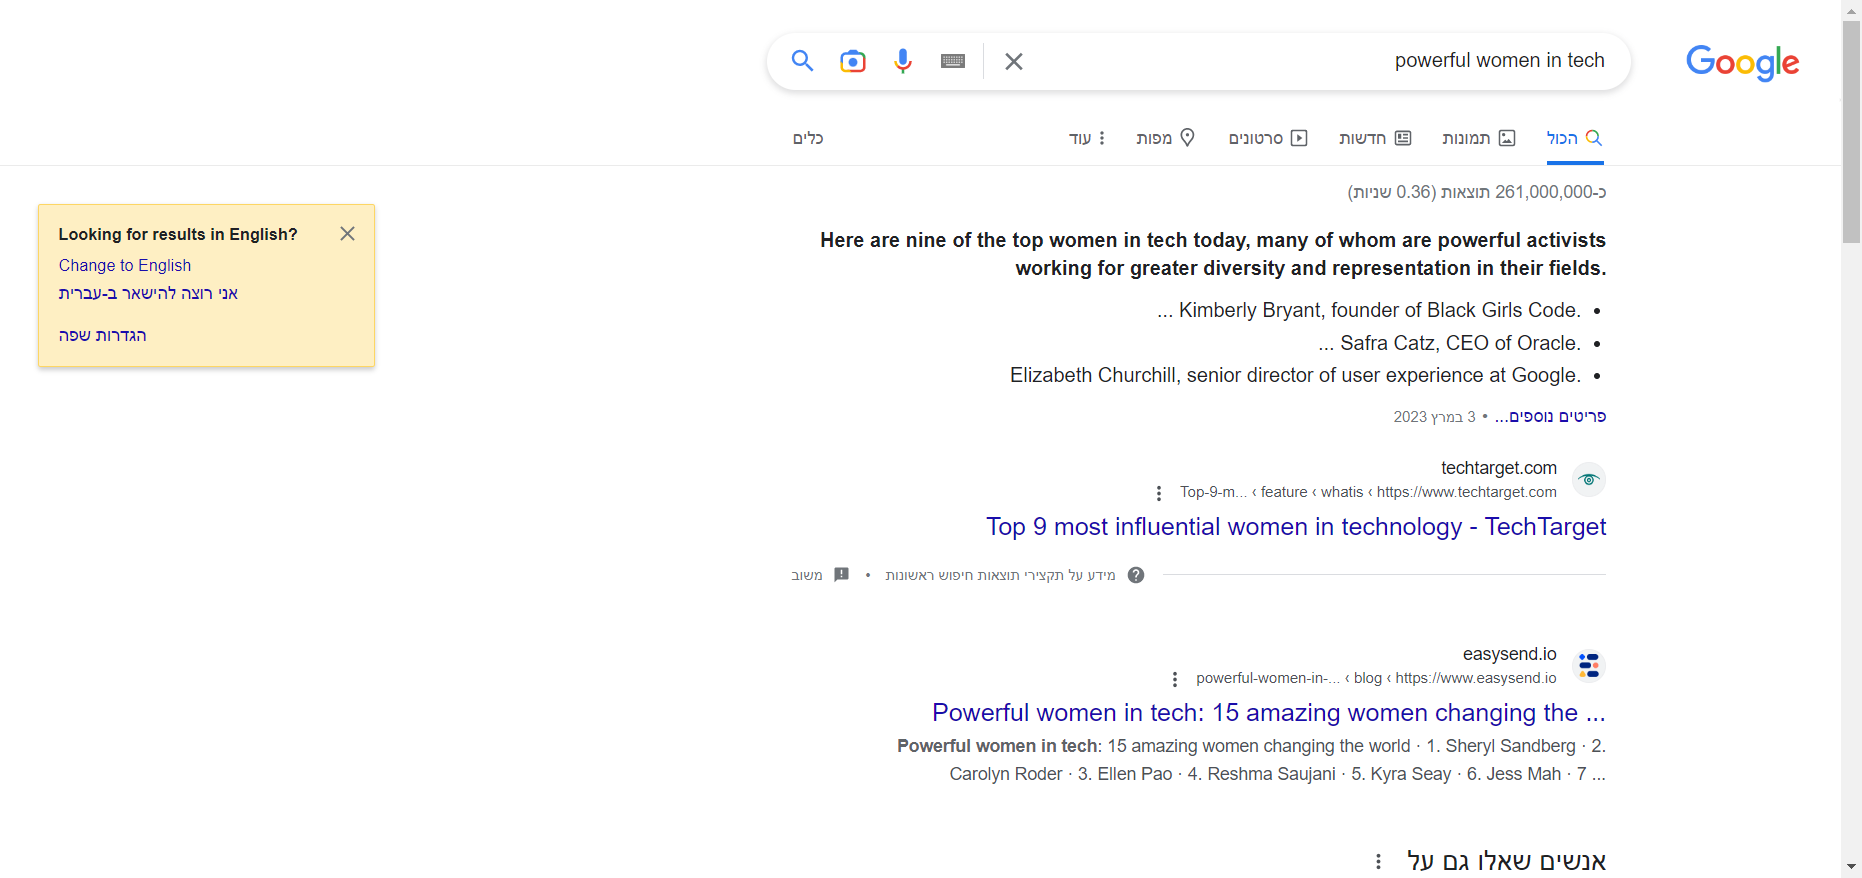 powerful women in tech
Google
הכול
תמונות
חדשות
סרטונים
מפות
עוד
כלים
כ-261,000,000 תוצאות (0.36 שניות)
Looking for results in English?
Change to English
אני רוצה להישאר ב-עברית
הגדרות שפה
Here are nine of the top women in tech today, many of whom are powerful activists
working for greater diversity and representation in their fields.
... Kimberly Bryant, founder of Black Girls Code.
... Safra Catz, CEO of Oracle.
Elizabeth Churchill, senior director of user experience at Google.
פריטים נוספים... • 3 במרץ 2023
techtarget.com
https://www.techtarget.com › whatis › feature › Top-9-m...
Top 9 most influential women in technology - TechTarget
מידע על תקצירי תוצאות חיפוש ראשונות • משוב
easysend.io
https://www.easysend.io › blog › powerful-women-in-...
Powerful women in tech: 15 amazing women changing the ...
Powerful women in tech: 15 amazing women changing the world · 1. Sheryl Sandberg · 2.
Carolyn Roder · 3. Ellen Pao · 4. Reshma Saujani · 5. Kyra Seay · 6. Jess Mah · 7 ...
אנשים שאלו גם על